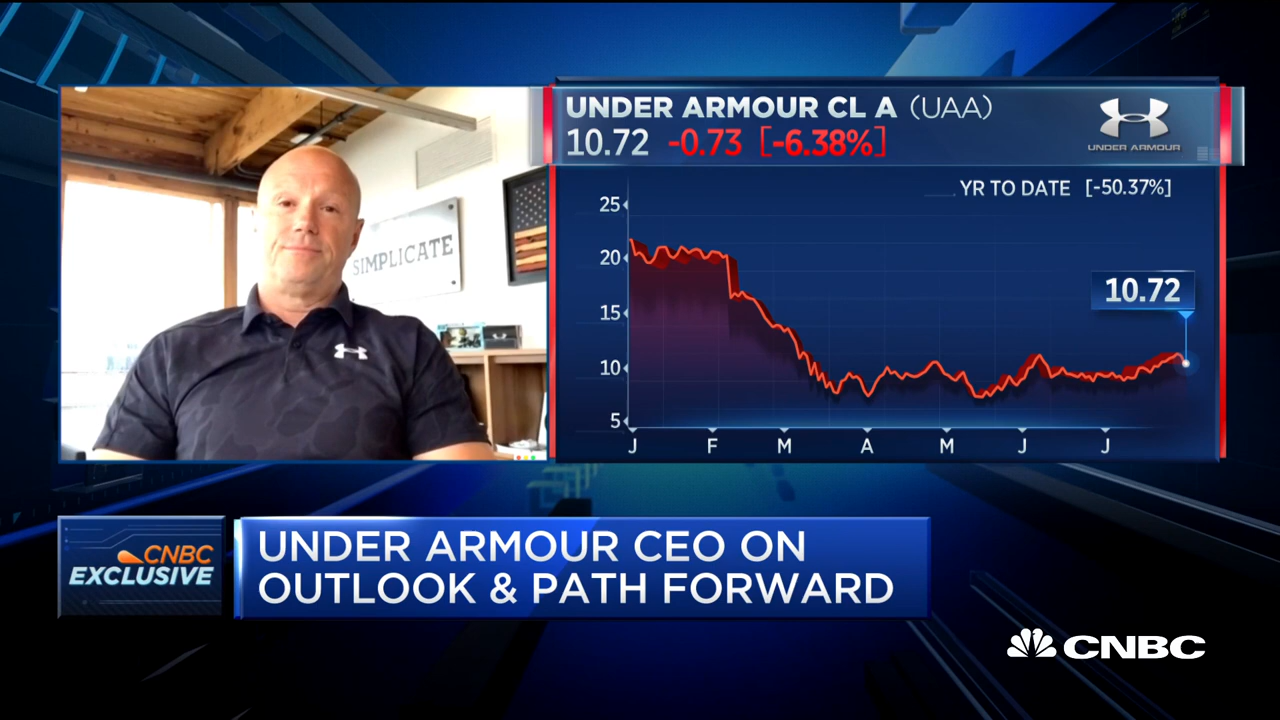 SIMPLICATE
UNDER ARMOUR CL A (UAA)
10.72 -0.73 [-6.38%]
UNDER ARMOUR
YR TO DATE [-50.37%]
25
20
15
10
5
10.72
J F M A M J J
CNBC
EXCLUSIVE
UNDER ARMOUR CEO ON
OUTLOOK & PATH FORWARD
CNBC